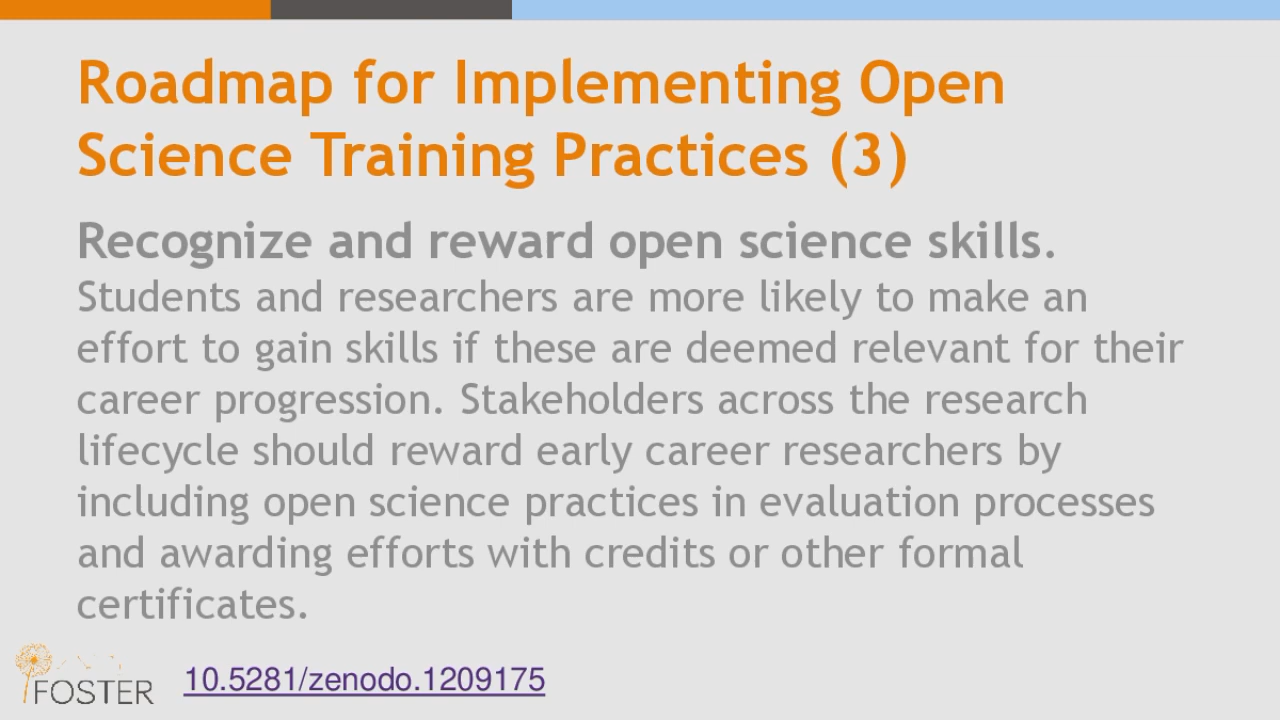 Roadmap for Implementing Open
Science Training Practices (3)
Recognize and reward open science skills.
Students and researchers are more likely to make an
effort to gain skills if these are deemed relevant for their
career progression. Stakeholders across the research
lifecycle should reward early career researchers by
including open science practices in evaluation processes
and awarding efforts with credits or other formal
certificates.
FOSTER
10.5281/zenodo.1209175